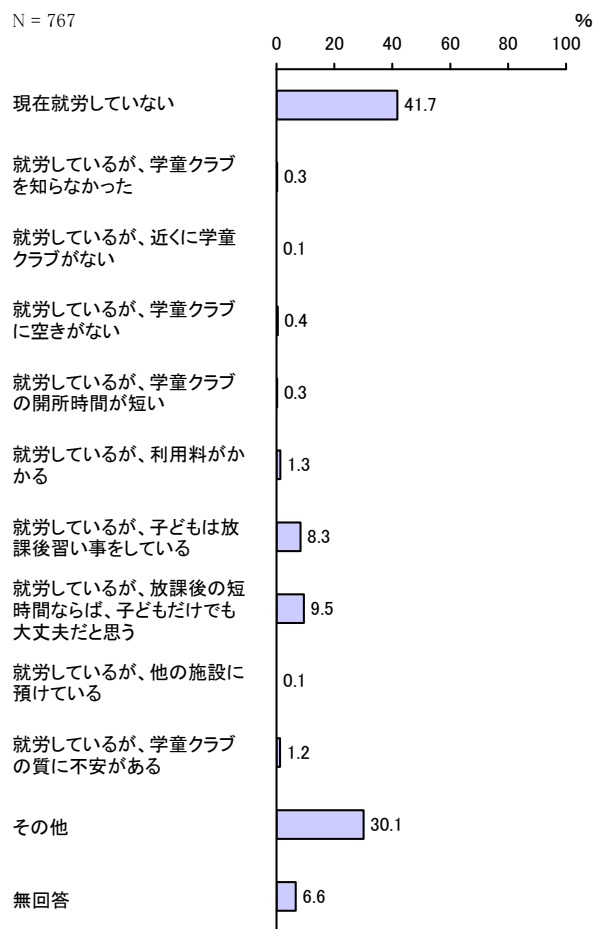 N = 767
%
0 20 40 60 80 100
現在就労していない
41.7
就労しているが、学童クラブ
を知らなかった
0.3
就労しているが、近くに学童
クラブがない
0.1
就労しているが、学童クラブ
に空きがない
0.4
就労しているが、学童クラブ
の開所時間が短い
0.3
就労しているが、利用料がか
かる
1.3
就労しているが、子どもは放
課後習い事をしている
8.3
就労しているが、放課後の短
時間ならば、子どもだけでも
大丈夫だと思う
9.5
就労しているが、他の施設に
預けている
0.1
就労しているが、学童クラブ
の質に不安がある
1.2
その他
30.1
無回答
6.6